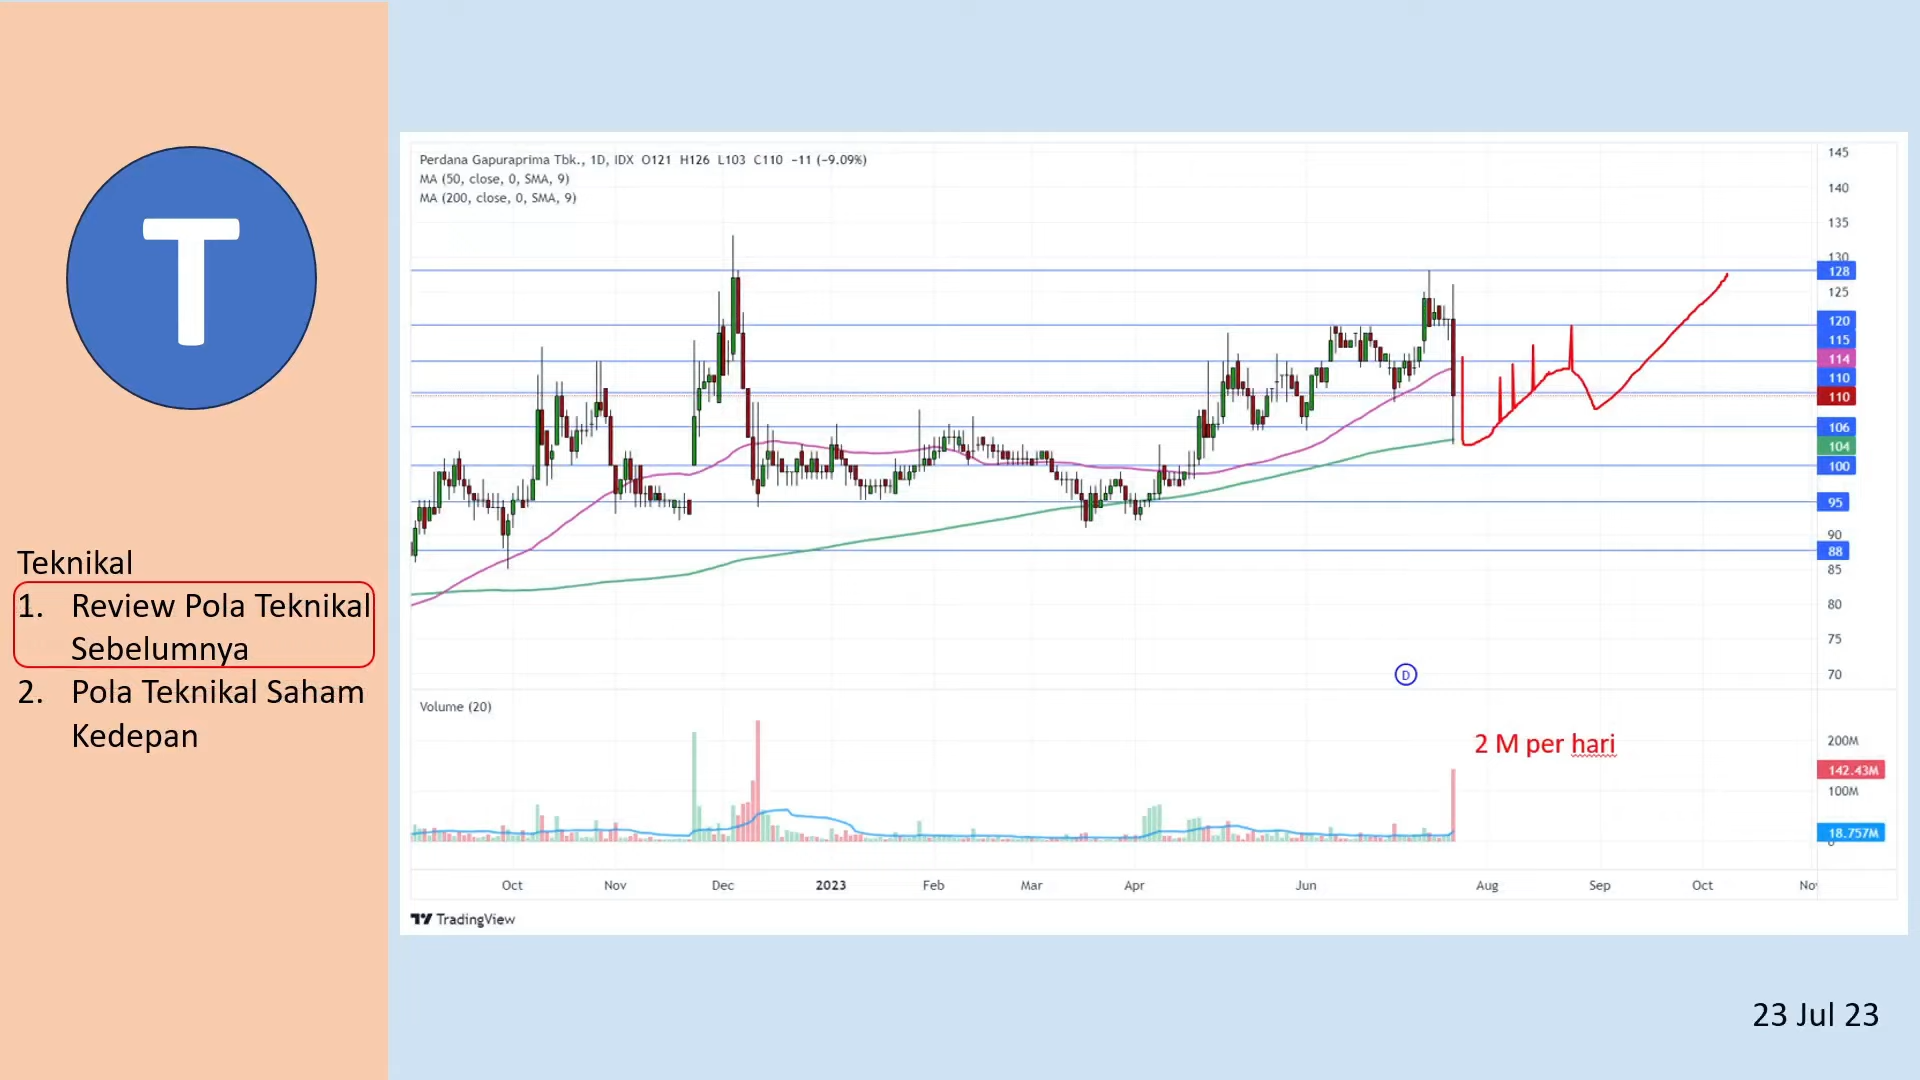 T
Teknikal
1. Review Pola Teknikal
Sebelumnya
2. Pola Teknikal Saham
Kedepan
Perdana Gapuraprima Tbk., 1D, IDX O121 H126 L103 C110 −11 (−9.09%)
MA (50, close, 0, SMA, 9)
MA (200, close, 0, SMA, 9)
145
140
135
130
128
125
120
115
114
110
110
106
104
100
95
90
88
85
80
75
70
D
Volume (20)
2 M per hari
200M
142.43M
100M
18.757M
0
Oct Nov Dec 2023 Feb Mar Apr Jun Aug Sep Oct Nov
TradingView
23 Jul 23